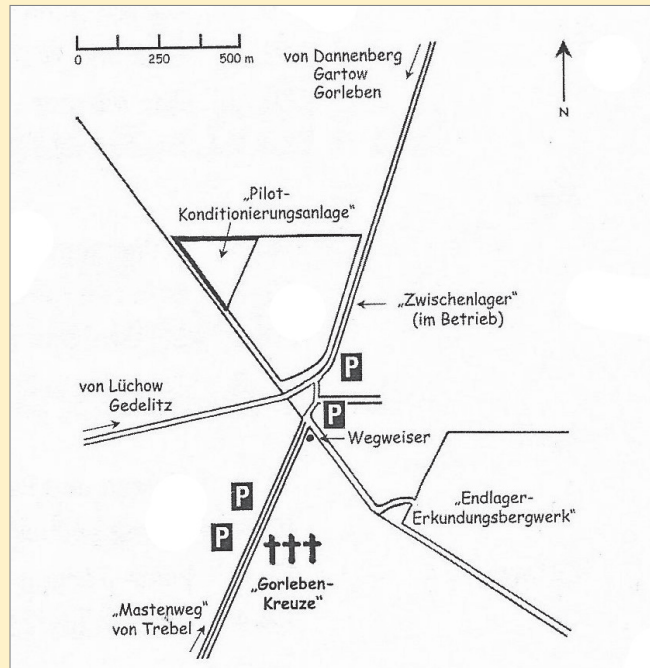 0 250 500 m
von Dannenberg
Gartow
Gorleben
N
„Pilot-
Konditionierungsanlage“
„Zwischenlager“
(im Betrieb)
P
von Lüchow
Gedelitz
P
Wegweiser
P
P
„Endlager-
Erkundungsbergwerk“
„Gorleben-
Kreuze“
„Mastenweg“
von Trebel